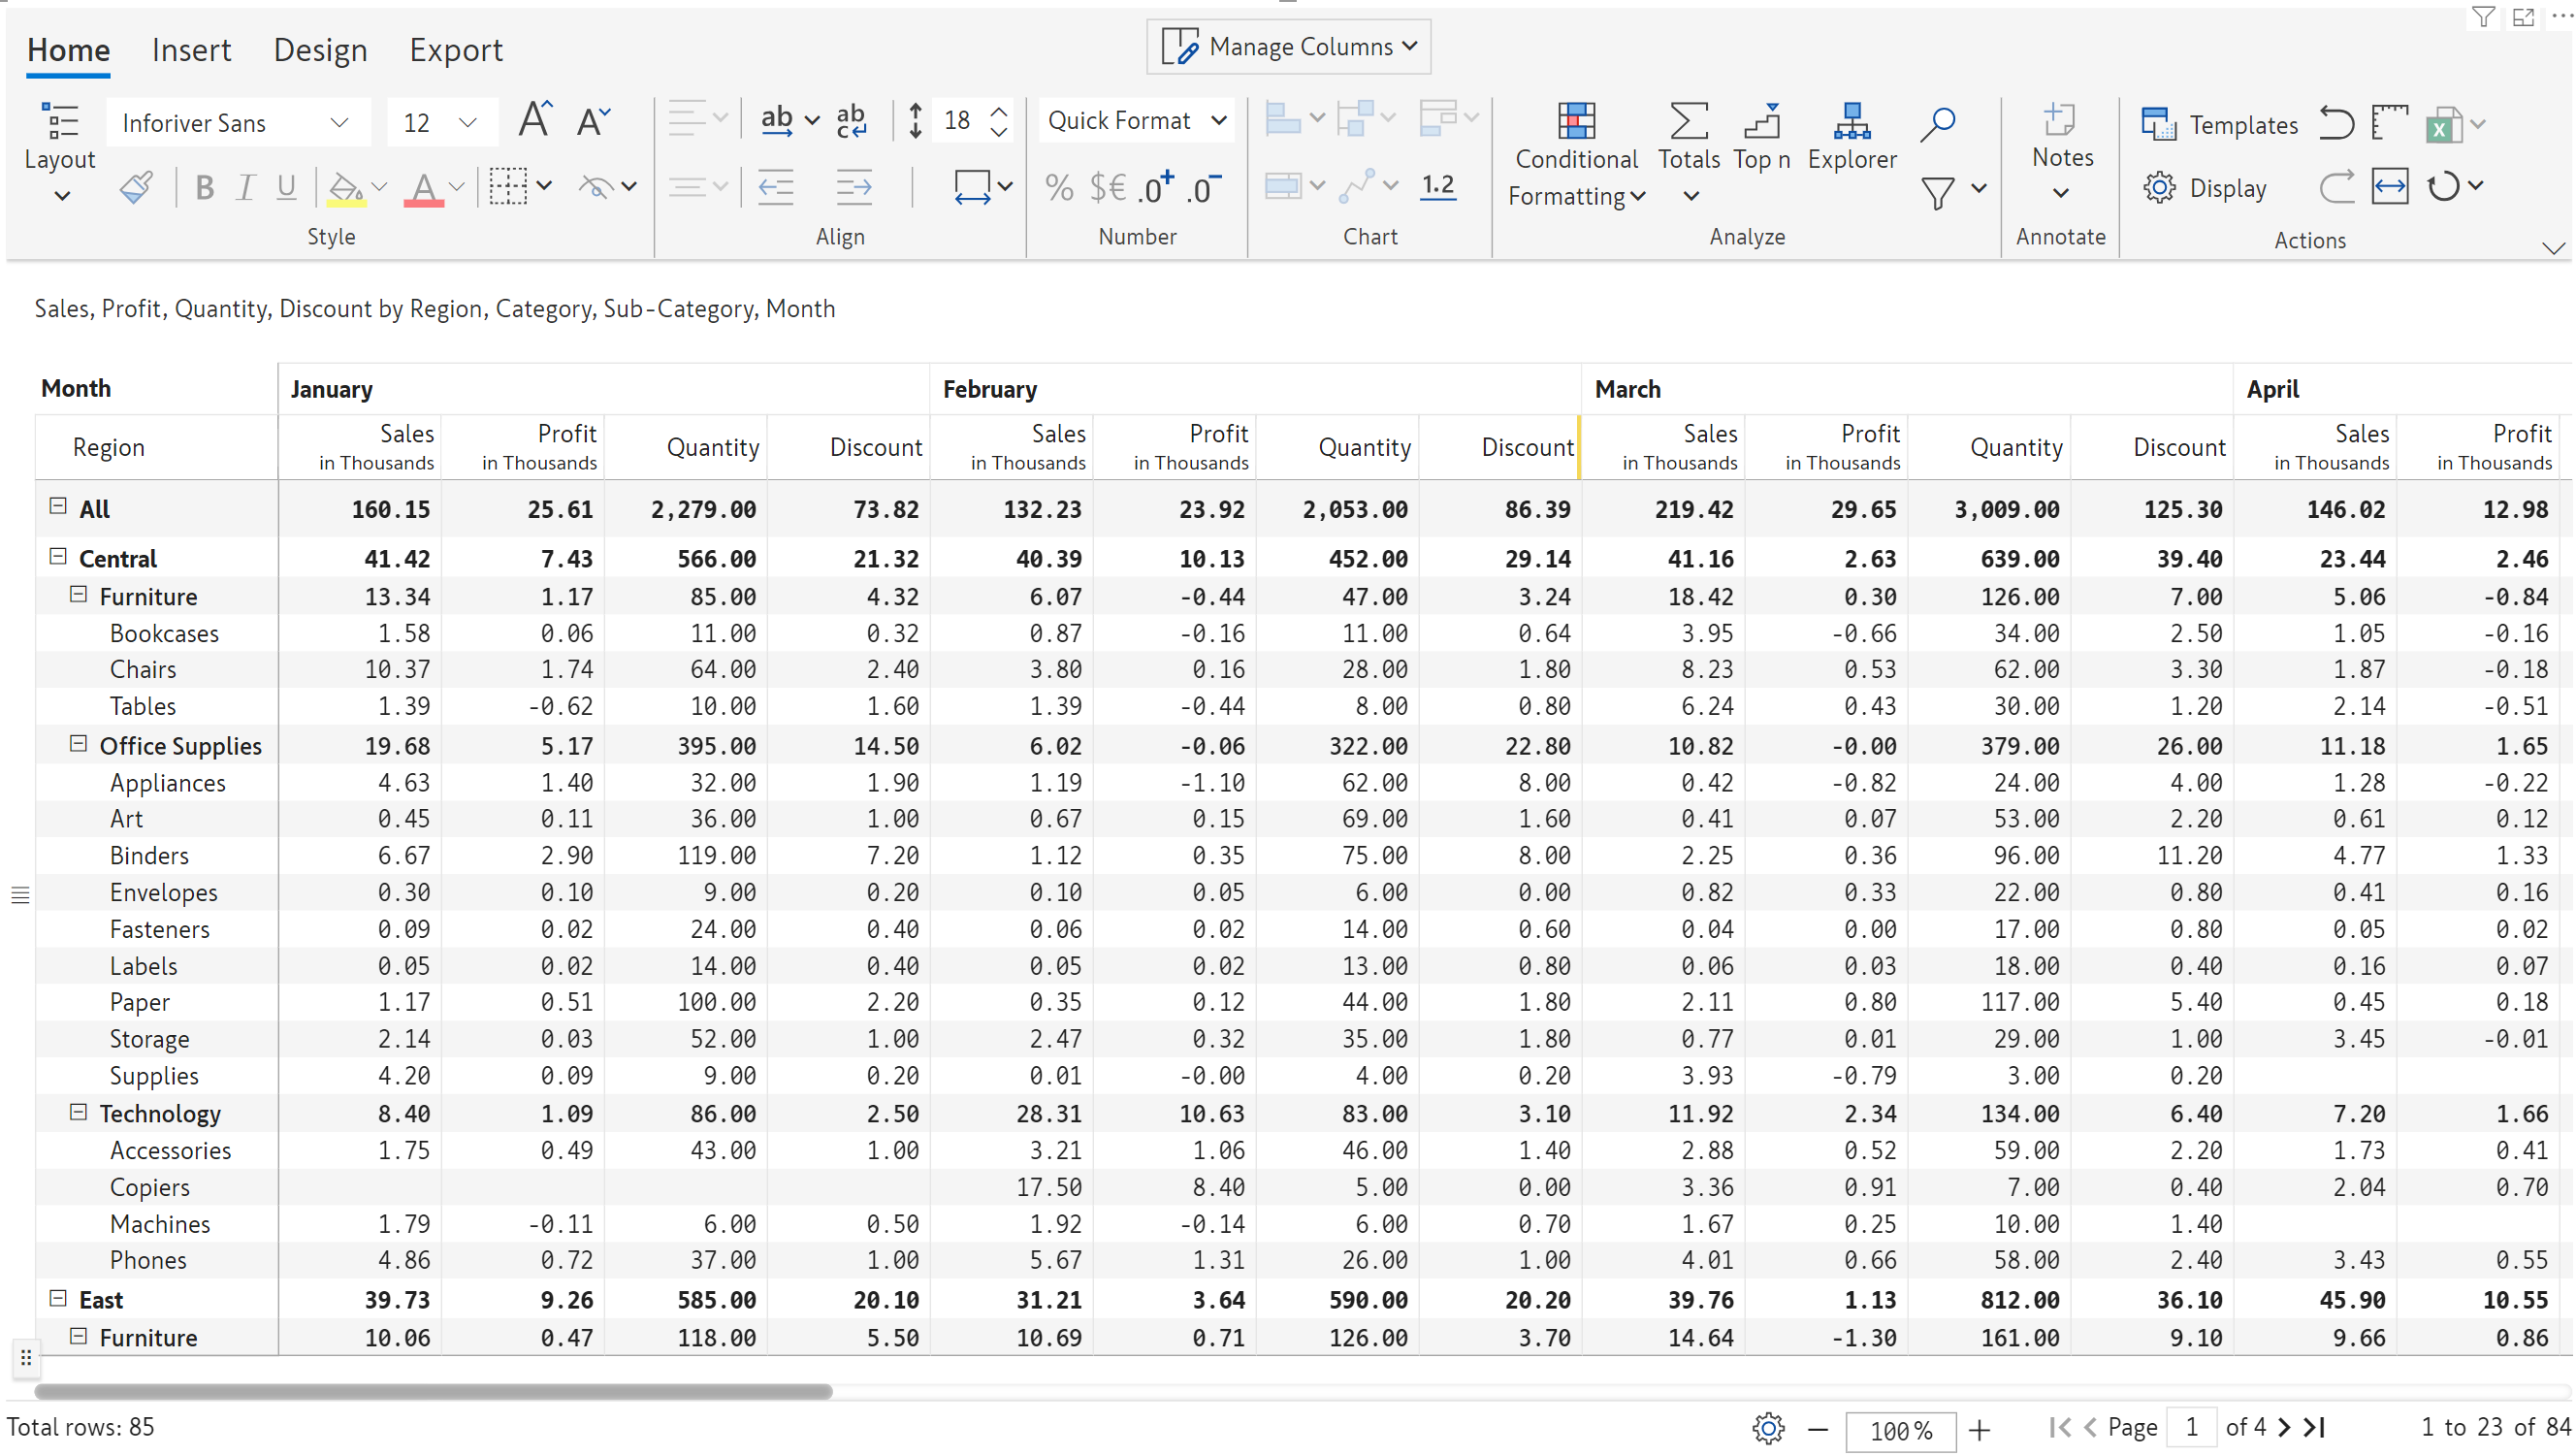 Home Insert Design Export Manage Columns
Inforiver Sans 12 18 Quick Format
Layout Conditional Formatting Totals Top n Explorer Notes Templates
B I U A % $€ .0+ .0- 1.2 Display
Style Align Number Chart Analyze Annotate Actions
Sales, Profit, Quantity, Discount by Region, Category, Sub-Category, Month
Month January February March April
Region Sales in Thousands Profit in Thousands Quantity Discount Sales in Thousands Profit in Thousands Quantity Discount Sales in Thousands Profit in Thousands Quantity Discount Sales in Thousands Profit in Thousands
All 160.15 25.61 2,279.00 73.82 132.23 23.92 2,053.00 86.39 219.42 29.65 3,009.00 125.30 146.02 12.98
Central 41.42 7.43 566.00 21.32 40.39 10.13 452.00 29.14 41.16 2.63 639.00 39.40 23.44 2.46
Furniture 13.34 1.17 85.00 4.32 6.07 -0.44 47.00 3.24 18.42 0.30 126.00 7.00 5.06 -0.84
Bookcases 1.58 0.06 11.00 0.32 0.87 -0.16 11.00 0.64 3.95 -0.66 34.00 2.50 1.05 -0.16
Chairs 10.37 1.74 64.00 2.40 3.80 0.16 28.00 1.80 8.23 0.53 62.00 3.30 1.87 -0.18
Tables 1.39 -0.62 10.00 1.60 1.39 -0.44 8.00 0.80 6.24 0.43 30.00 1.20 2.14 -0.51
Office Supplies 19.68 5.17 395.00 14.50 6.02 -0.06 322.00 22.80 10.82 -0.00 379.00 26.00 11.18 1.65
Appliances 4.63 1.40 32.00 1.90 1.19 -1.10 62.00 8.00 0.42 -0.82 24.00 4.00 1.28 -0.22
Art 0.45 0.11 36.00 1.00 0.67 0.15 69.00 1.60 0.41 0.07 53.00 2.20 0.61 0.12
Binders 6.67 2.90 119.00 7.20 1.12 0.35 75.00 8.00 2.25 0.36 96.00 11.20 4.77 1.33
Envelopes 0.30 0.10 9.00 0.20 0.10 0.05 6.00 0.00 0.82 0.33 22.00 0.80 0.41 0.16
Fasteners 0.09 0.02 24.00 0.40 0.06 0.02 14.00 0.60 0.04 0.00 17.00 0.80 0.05 0.02
Labels 0.05 0.02 14.00 0.40 0.05 0.02 13.00 0.80 0.06 0.03 18.00 0.40 0.16 0.07
Paper 1.17 0.51 100.00 2.20 0.35 0.12 44.00 1.80 2.11 0.80 117.00 5.40 0.45 0.18
Storage 2.14 0.03 52.00 1.00 2.47 0.32 35.00 1.80 0.77 0.01 29.00 1.00 3.45 -0.01
Supplies 4.20 0.09 9.00 0.20 0.01 -0.00 4.00 0.20 3.93 -0.79 3.00 0.20
Technology 8.40 1.09 86.00 2.50 28.31 10.63 83.00 3.10 11.92 2.34 134.00 6.40 7.20 1.66
Accessories 1.75 0.49 43.00 1.00 3.21 1.06 46.00 1.40 2.88 0.52 59.00 2.20 1.73 0.41
Copiers 17.50 8.40 5.00 0.00 3.36 0.91 7.00 0.40 2.04 0.70
Machines 1.79 -0.11 6.00 0.50 1.92 -0.14 6.00 0.70 1.67 0.25 10.00 1.40
Phones 4.86 0.72 37.00 1.00 5.67 1.31 26.00 1.00 4.01 0.66 58.00 2.40 3.43 0.55
East 39.73 9.26 585.00 20.10 31.21 3.64 590.00 20.20 39.76 1.13 812.00 36.10 45.90 10.55
Furniture 10.06 0.47 118.00 5.50 10.69 0.71 126.00 3.70 14.64 -1.30 161.00 9.10 9.66 0.86
Total rows: 85 100% Page 1 of 4 1 to 23 of 84